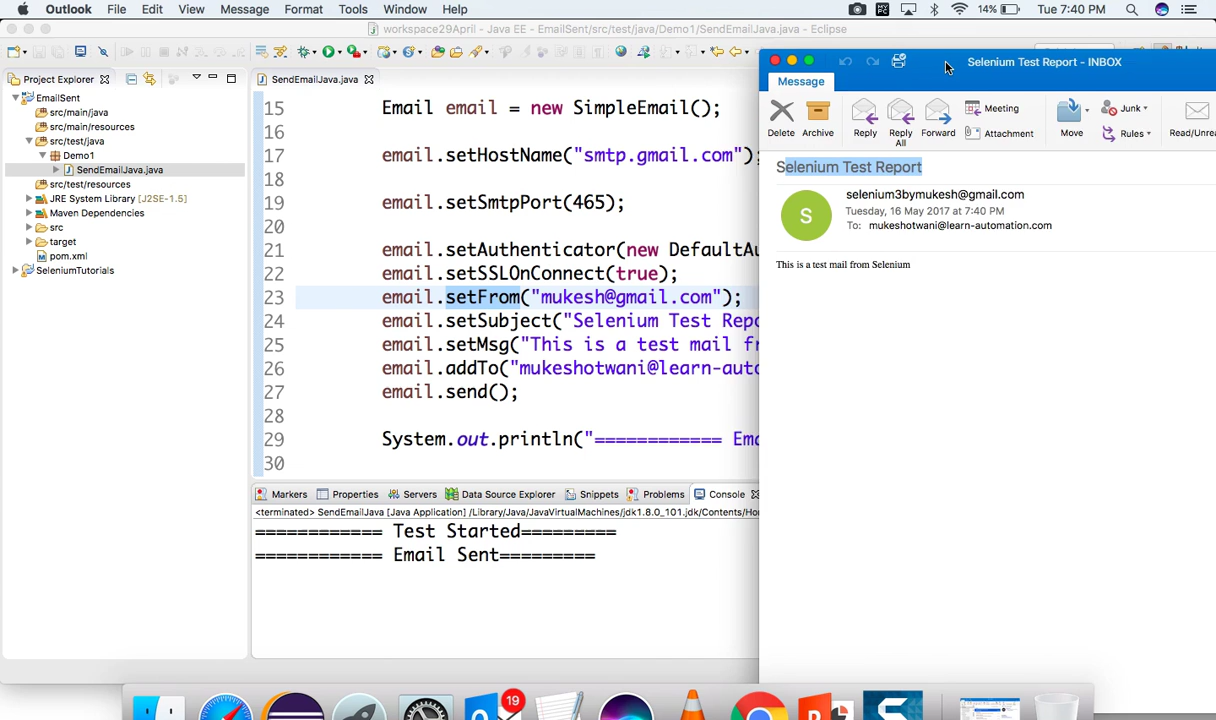 Outlook File Edit View Message Format Tools Window Help 14% Tue 7:40 PM
workspace29April - Java EE - EmailSent/src/test/java/Demo1/SendEmailJava.java - Eclipse
Project Explorer
EmailSent
src/main/java
src/main/resources
src/test/java
Demo1
SendEmailJava.java
src/test/resources
JRE System Library [J2SE-1.5]
Maven Dependencies
src
target
pom.xml
SeleniumTutorials
SendEmailJava.java
15 Email email = new SimpleEmail();
16
17 email.setHostName("smtp.gmail.com");
18
19 email.setSmtpPort(465);
20
21 email.setAuthenticator(new DefaultAu
22 email.setSSLOnConnect(true);
23 email.setFrom("mukesh@gmail.com");
24 email.setSubject("Selenium Test Repo
25 email.setMsg("This is a test mail fr
26 email.addTo("mukeshotwani@learn-auto
27 email.send();
28
29 System.out.println("============ Ema
30
Markers Properties Servers Data Source Explorer Snippets Problems Console
<terminated> SendEmailJava [Java Application] /Library/Java/JavaVirtualMachines/jdk1.8.0_101.jdk/Contents/Ho
============ Test Started=========
============ Email Sent=========
Selenium Test Report - INBOX
Message
Delete Archive Reply Reply All Forward Meeting Attachment Move Junk Rules Read/Unre
Selenium Test Report
S
selenium3bymukesh@gmail.com
Tuesday, 16 May 2017 at 7:40 PM
To: mukeshotwani@learn-automation.com
This is a test mail from Selenium
19